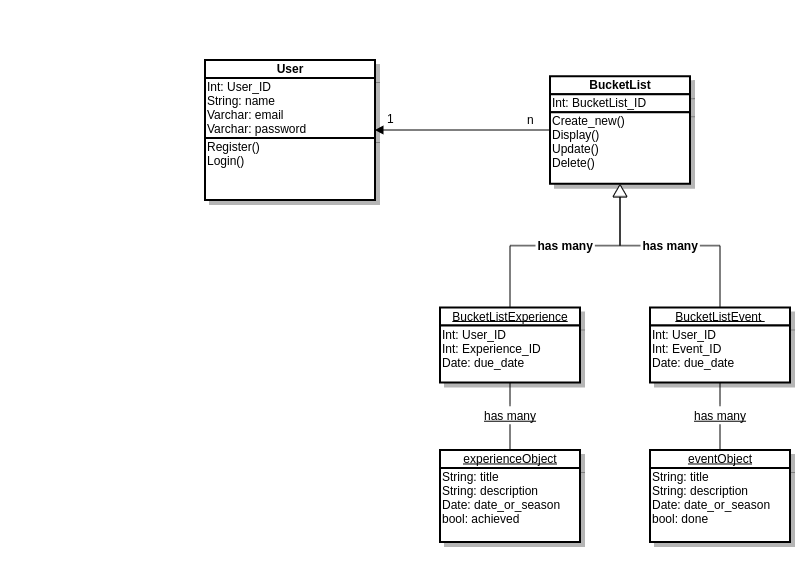 User
Int: User_ID
String: name
Varchar: email
Varchar: password
Register()
Login()
1
n
BucketList
Int: BucketList_ID
Create_new()
Display()
Update()
Delete()
has many
has many
BucketListExperience
Int: User_ID
Int: Experience_ID
Date: due_date
BucketListEvent
Int: User_ID
Int: Event_ID
Date: due_date
has many
has many
experienceObject
String: title
String: description
Date: date_or_season
bool: achieved
eventObject
String: title
String: description
Date: date_or_season
bool: done